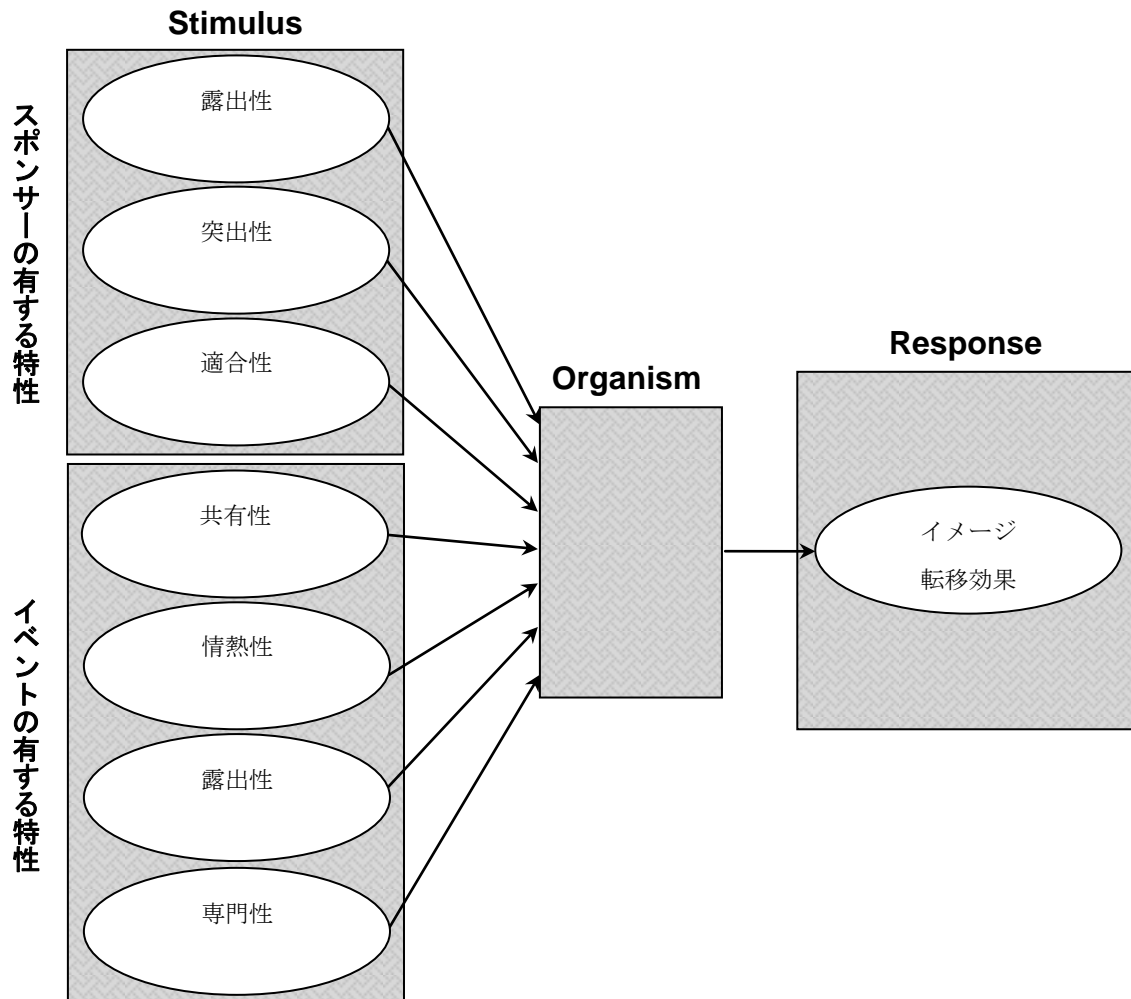 Stimulus
スポンサーの有する特性
露出性
突出性
適合性
イベントの有する特性
共有性
情熱性
露出性
専門性
Organism
Response
イメージ
転移効果